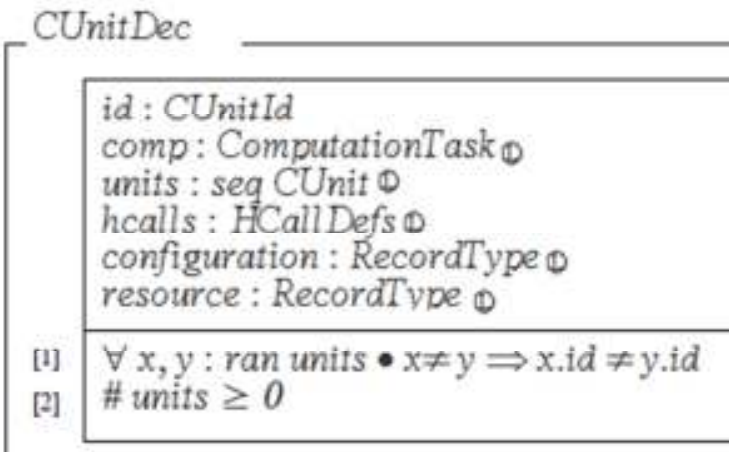 CUnitDec
id : CUnitId
comp : ComputationTask Ⓛ
units : seq CUnit Ⓛ
hcalls : HCallDefs Ⓛ
configuration : RecordType Ⓛ
resource : RecordType Ⓛ
[1] ∀ x, y : ran units • x≠y ⟹ x.id ≠ y.id
[2] # units ≥ 0